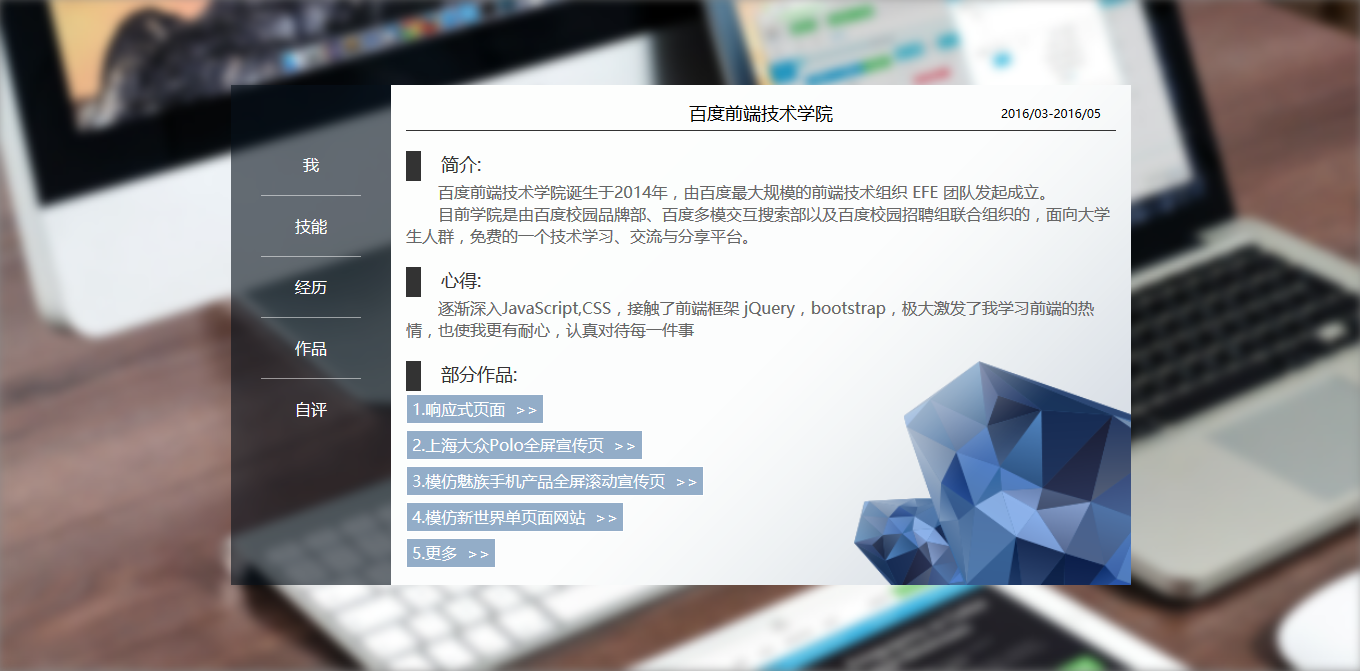 百度前端技术学院
2016/03-2016/05
我
技能
经历
作品
自评
简介:
百度前端技术学院诞生于2014年，由百度最大规模的前端技术组织 EFE 团队发起成立。
目前学院是由百度校园品牌部、百度多模交互搜索部以及百度校园招聘组联合组织的，面向大学
生人群，免费的一个技术学习、交流与分享平台。
心得:
逐渐深入JavaScript,CSS，接触了前端框架 jQuery，bootstrap，极大激发了我学习前端的热
情，也使我更有耐心，认真对待每一件事
部分作品:
1.响应式页面 >>
2.上海大众Polo全屏宣传页 >>
3.模仿魅族手机产品全屏滚动宣传页 >>
4.模仿新世界单页面网站 >>
5.更多 >>